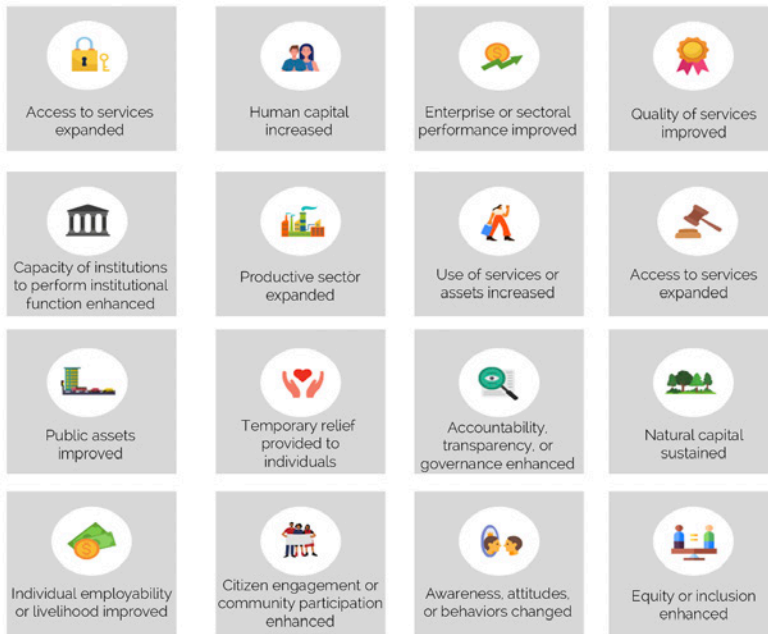 Access to services
expanded
Human capital
increased
Enterprise or sectoral
performance improved
Quality of services
improved
Capacity of institutions
to perform institutional
function enhanced
Productive sector
expanded
Use of services or
assets increased
Access to services
expanded
Public assets
improved
Temporary relief
provided to
individuals
Accountability,
transparency, or
governance enhanced
Natural capital
sustained
Individual employability
or livelihood improved
Citizen engagement or
community participation
enhanced
Awareness, attitudes,
or behaviors changed
Equity or inclusion
enhanced